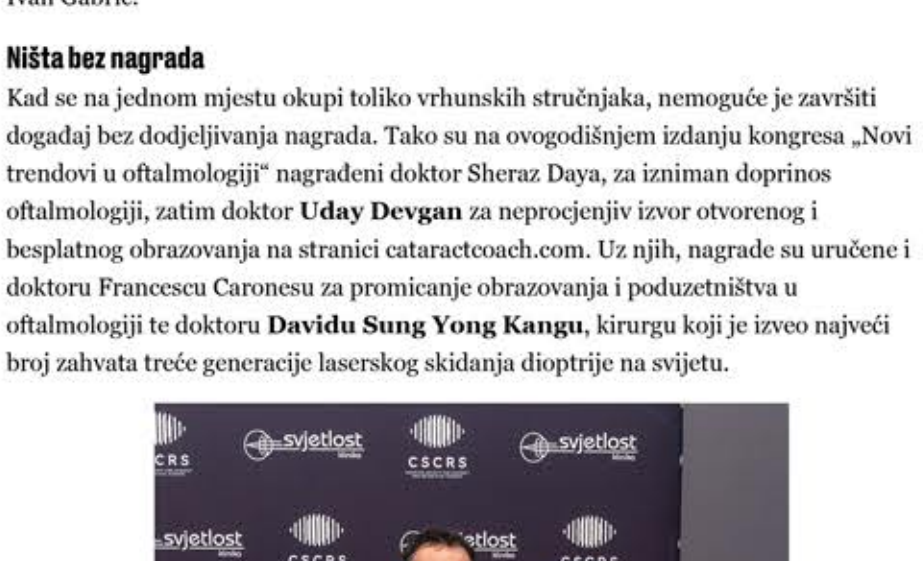 Ivan Gabrić.
Ništa bez nagrada
Kad se na jednom mjestu okupi toliko vrhunskih stručnjaka, nemoguće je završiti
događaj bez dodjeljivanja nagrada. Tako su na ovogodišnjem izdanju kongresa „Novi
trendovi u oftalmologiji“ nagrađeni doktor Sheraz Daya, za izniman doprinos
oftalmologiji, zatim doktor Uday Devgan za neprocjenjiv izvor otvorenog i
besplatnog obrazovanja na stranici cataractcoach.com. Uz njih, nagrade su uručene i
doktoru Francescu Caronesu za promicanje obrazovanja i poduzetništva u
oftalmologiji te doktoru Davidu Sung Yong Kangu, kirurgu koji je izveo najveći
broj zahvata treće generacije laserskog skidanja dioptrije na svijetu.
CRS svjetlost CSCRS svjetlost
svjetlost CSCRS etlost CSCRS